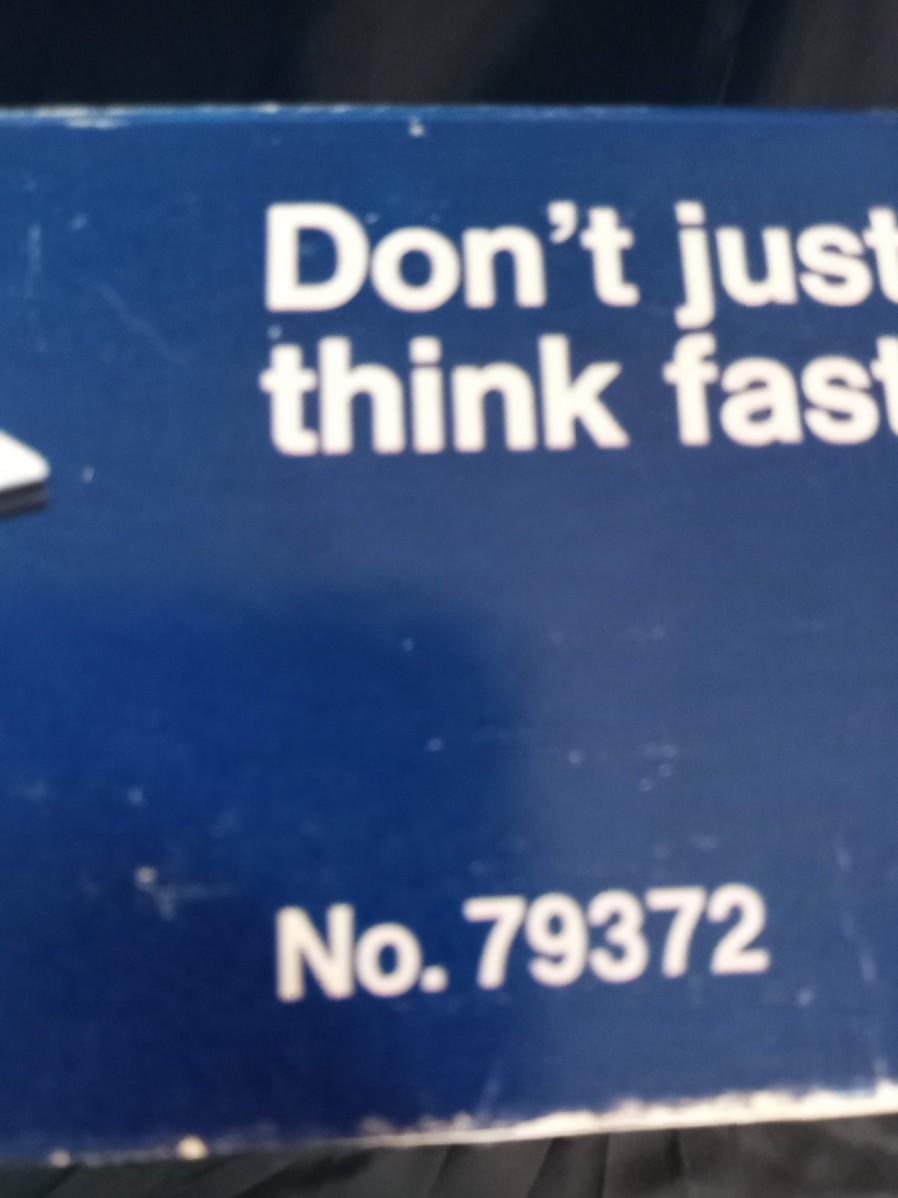 Don't just
think fast
No. 79372